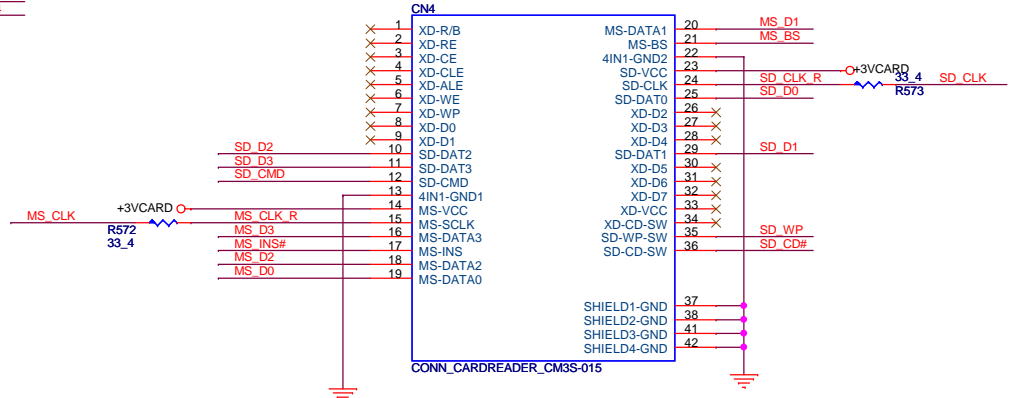 CN4
1 XD-R/B
2 XD-RE
3 XD-CE
4 XD-CLE
5 XD-ALE
6 XD-WE
7 XD-WP
8 XD-D0
9 XD-D1
SD_D2 10 SD-DAT2
SD_D3 11 SD-DAT3
SD_CMD 12 SD-CMD
13 4IN1-GND1
+3VCARD 14 MS-VCC
MS_CLK R572 33_4 MS_CLK_R 15 MS-SCLK
MS_D3 16 MS-DATA3
MS_INS# 17 MS-INS
MS_D2 18 MS-DATA2
MS_D0 19 MS-DATA0
MS-DATA1 20 MS_D1
MS-BS 21 MS_BS
4IN1-GND2 22
SD-VCC 23 +3VCARD
SD-CLK 24 SD_CLK_R 33_4 R573 SD_CLK
SD-DAT0 25 SD_D0
XD-D2 26
XD-D3 27
XD-D4 28
SD-DAT1 29 SD_D1
XD-D5 30
XD-D6 31
XD-D7 32
XD-VCC 33
XD-CD-SW 34
SD-WP-SW 35 SD_WP
SD-CD-SW 36 SD_CD#
SHIELD1-GND 37
SHIELD2-GND 38
SHIELD3-GND 41
SHIELD4-GND 42
CONN_CARDREADER_CM3S-015